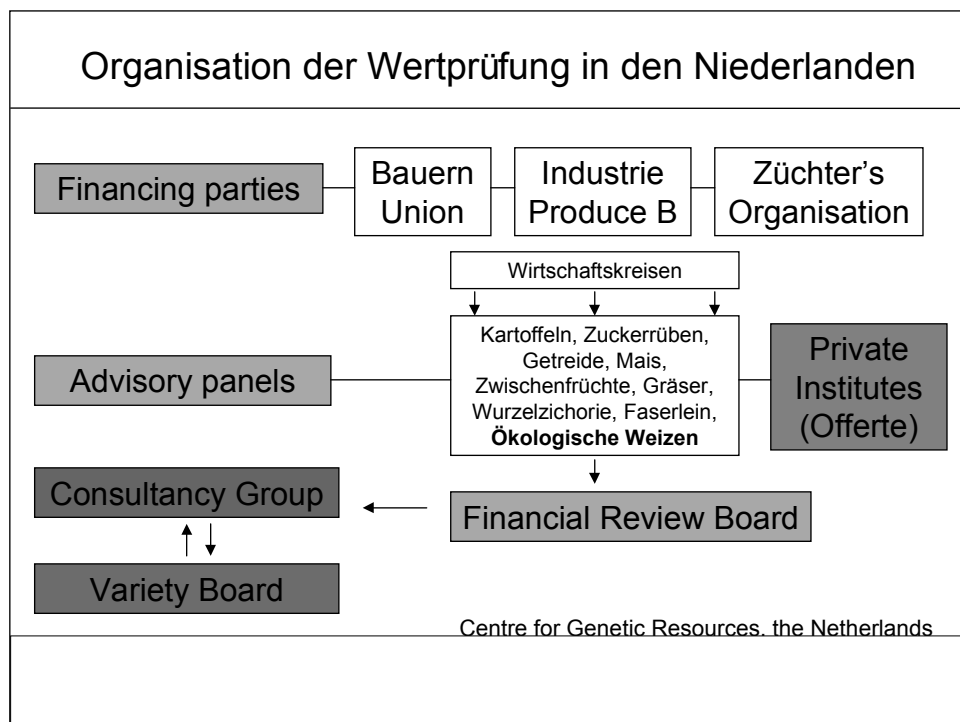 Organisation der Wertprüfung in den Niederlanden
Financing parties
Bauern
Union
Industrie
Produce B
Züchter's
Organisation
Wirtschaftskreisen
Kartoffeln, Zuckerrüben,
Getreide, Mais,
Zwischenfrüchte, Gräser,
Wurzelzichorie, Faserlein,
Ökologische Weizen
Advisory panels
Private
Institutes
(Offerte)
Consultancy Group
Financial Review Board
Variety Board
Centre for Genetic Resources, the Netherlands